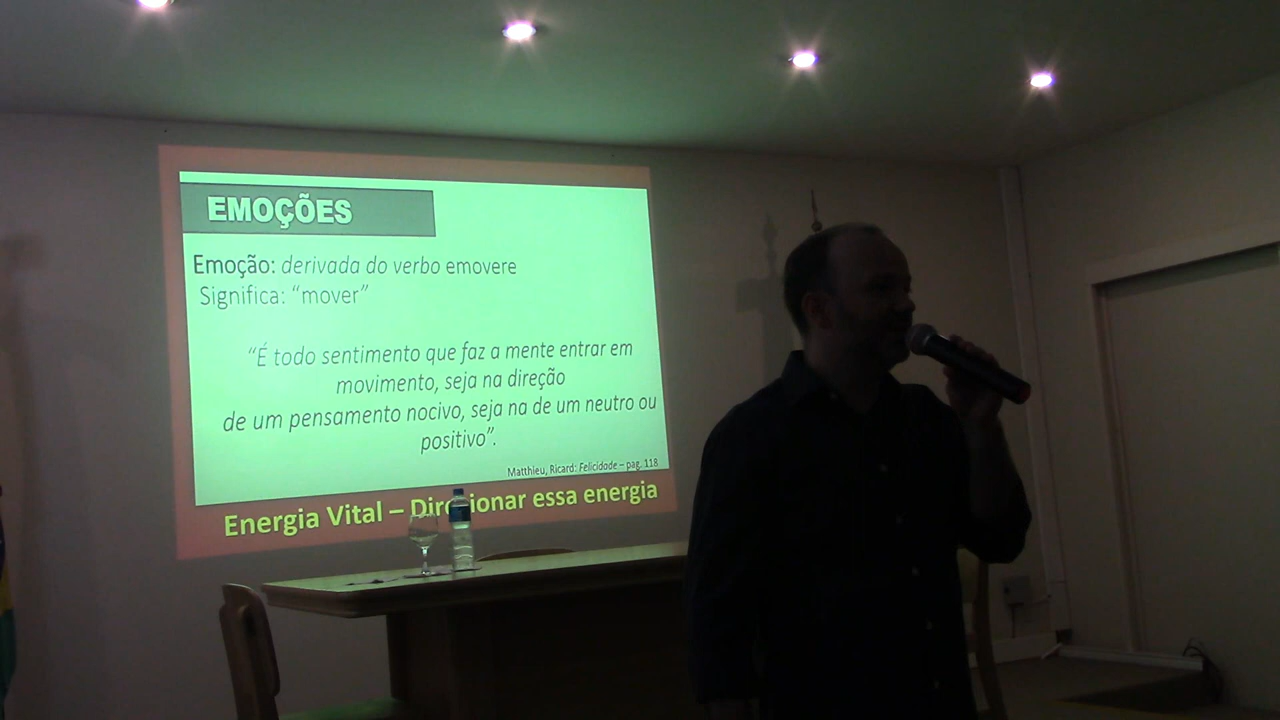 EMOÇÕES
Emoção: derivada do verbo emovere
Significa: “mover”
“É todo sentimento que faz a mente entrar em
movimento, seja na direção
de um pensamento nocivo, seja na de um neutro ou
positivo”.
Matthieu, Ricard: Felicidade – pag. 118
Energia Vital – Direcionar essa energia